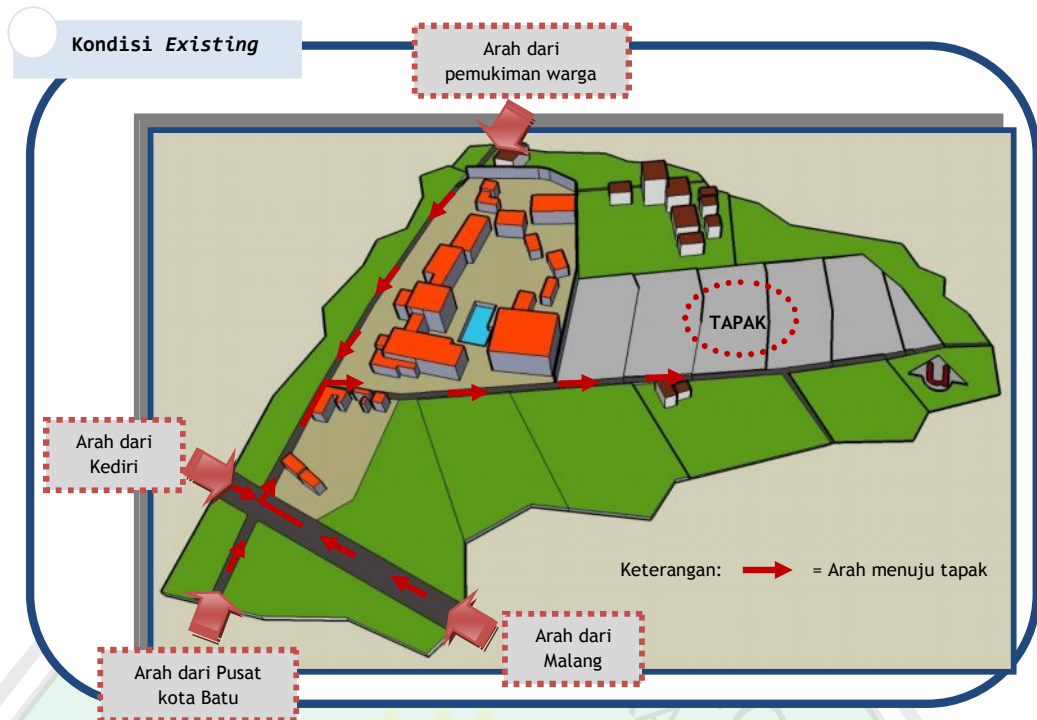 Kondisi Existing
Arah dari
pemukiman warga
TAPAK
U
Arah dari
Kediri
Keterangan: = Arah menuju tapak
Arah dari
Malang
Arah dari Pusat
kota Batu